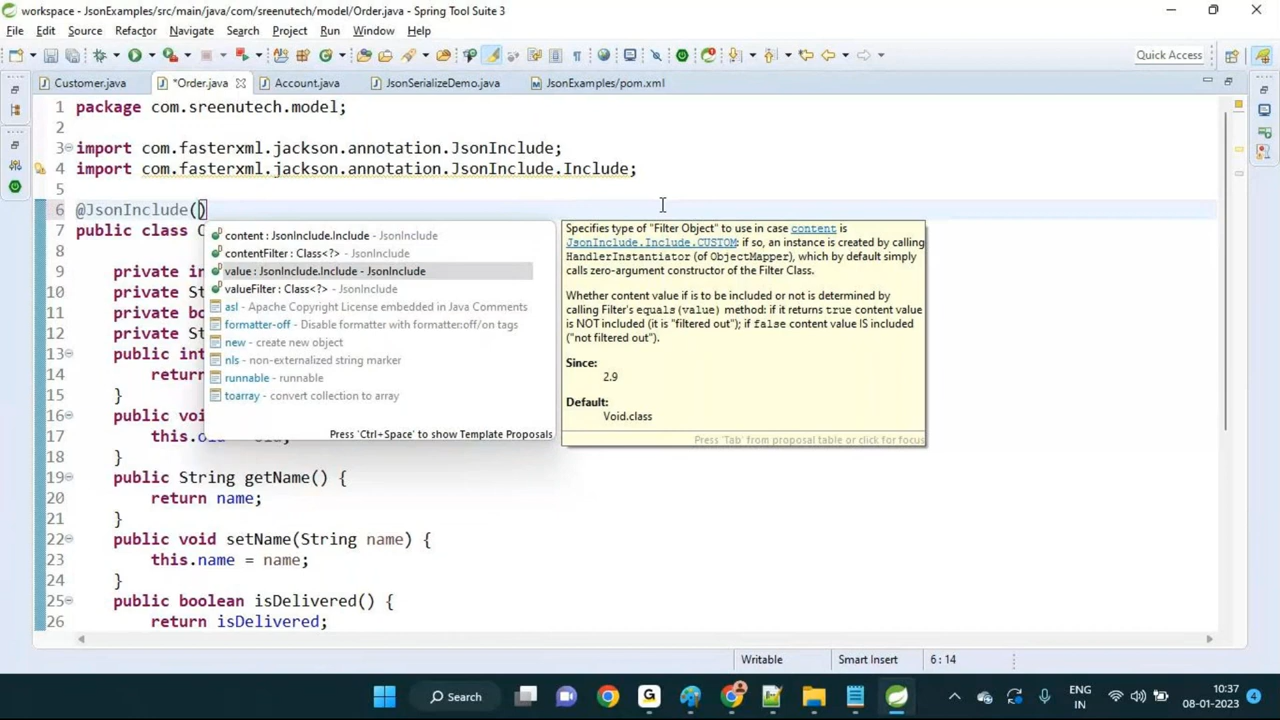 workspace - JsonExamples/src/main/java/com/sreenutech/model/Order.java - Spring Tool Suite 3
File Edit Source Refactor Navigate Search Project Run Window Help
Quick Access
Customer.java *Order.java Account.java JsonSerializeDemo.java JsonExamples/pom.xml
1 package com.sreenutech.model;
2
3 import com.fasterxml.jackson.annotation.JsonInclude;
4 import com.fasterxml.jackson.annotation.JsonInclude.Include;
5
6 @JsonInclude()
7 public class
8
9 private in
10 private St
11 private bo
12 private St
13 public int
14 return
15 }
16 public voi
17 this.
18 }
19 public String getName() {
20 return name;
21 }
22 public void setName(String name) {
23 this.name = name;
24 }
25 public boolean isDelivered() {
26 return isDelivered;
content : JsonInclude.Include - JsonInclude
contentFilter : Class<?> - JsonInclude
value : JsonInclude.Include - JsonInclude
valueFilter : Class<?> - JsonInclude
asl - Apache Copyright License embedded in Java Comments
formatter-off - Disable formatter with formatter:off/on tags
new - create new object
nls - non-externalized string marker
runnable - runnable
toarray - convert collection to array
Press 'Ctrl+Space' to show Template Proposals
Specifies type of "Filter Object" to use in case content is
JsonInclude.Include.CUSTOM: if so, an instance is created by calling
HandlerInstantiator (of ObjectMapper), which by default simply
calls zero-argument constructor of the Filter Class.
Whether content value if is to be included or not is determined by
calling Filter's equals(value) method: if it returns true content value
is NOT included (it is "filtered out"); if false content value IS included
("not filtered out").
Since:
2.9
Default:
Void.class
Press 'Tab' from proposal table or click for focus
Writable Smart Insert 6 : 14
Search
ENG
IN
10:37
08-01-2023
4